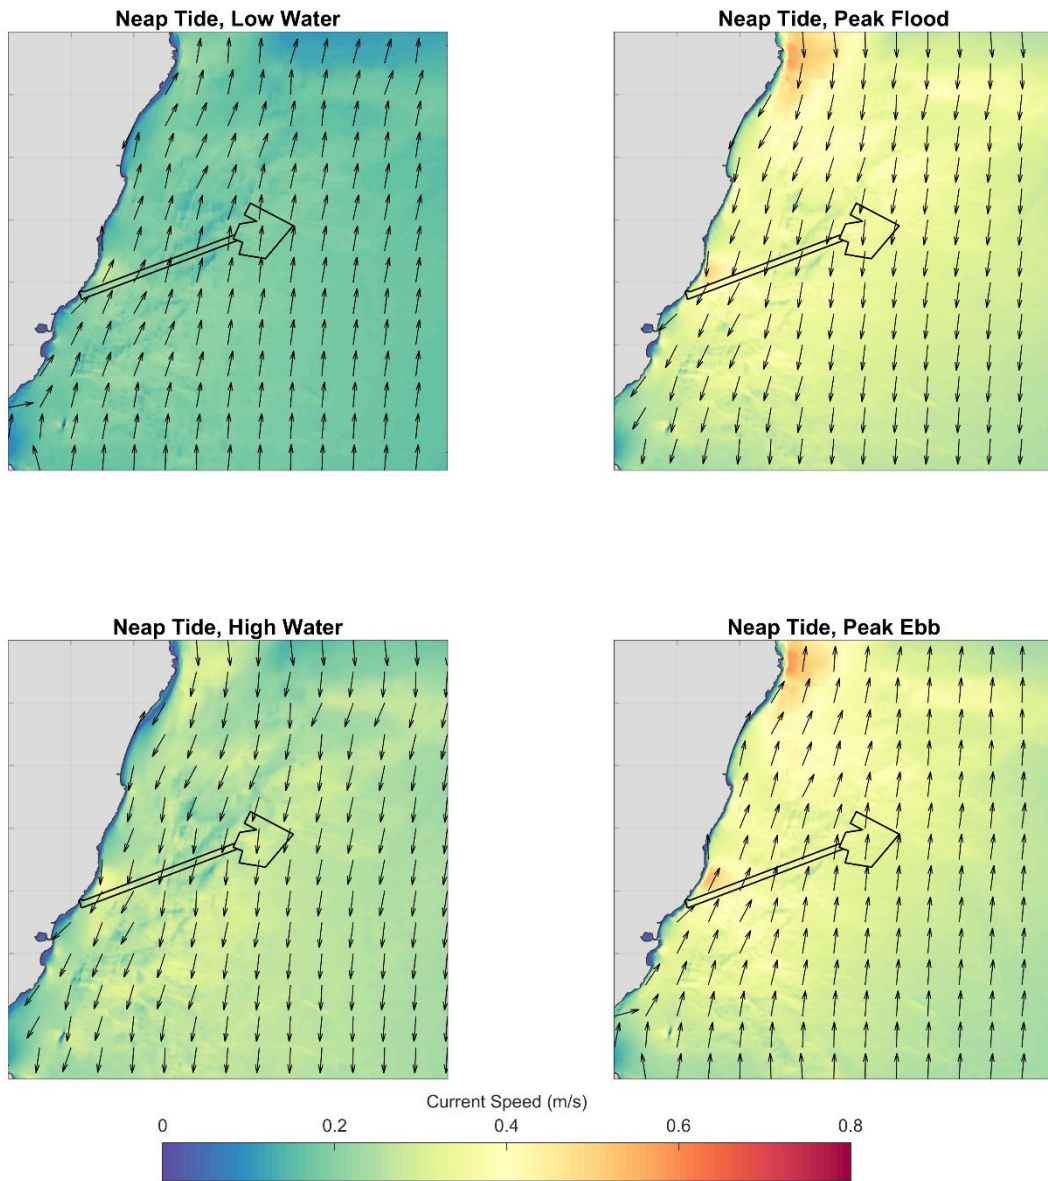 Neap Tide, Low Water
Neap Tide, Peak Flood
Neap Tide, High Water
Neap Tide, Peak Ebb
Current Speed (m/s)
0 0.2 0.4 0.6 0.8